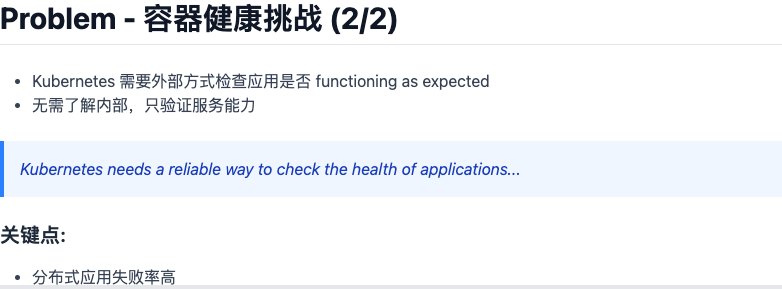 Problem - 容器健康挑战 (2/2)
Kubernetes 需要外部方式检查应用是否 functioning as expected
无需了解内部，只验证服务能力
Kubernetes needs a reliable way to check the health of applications...
关键点:
分布式应用失败率高